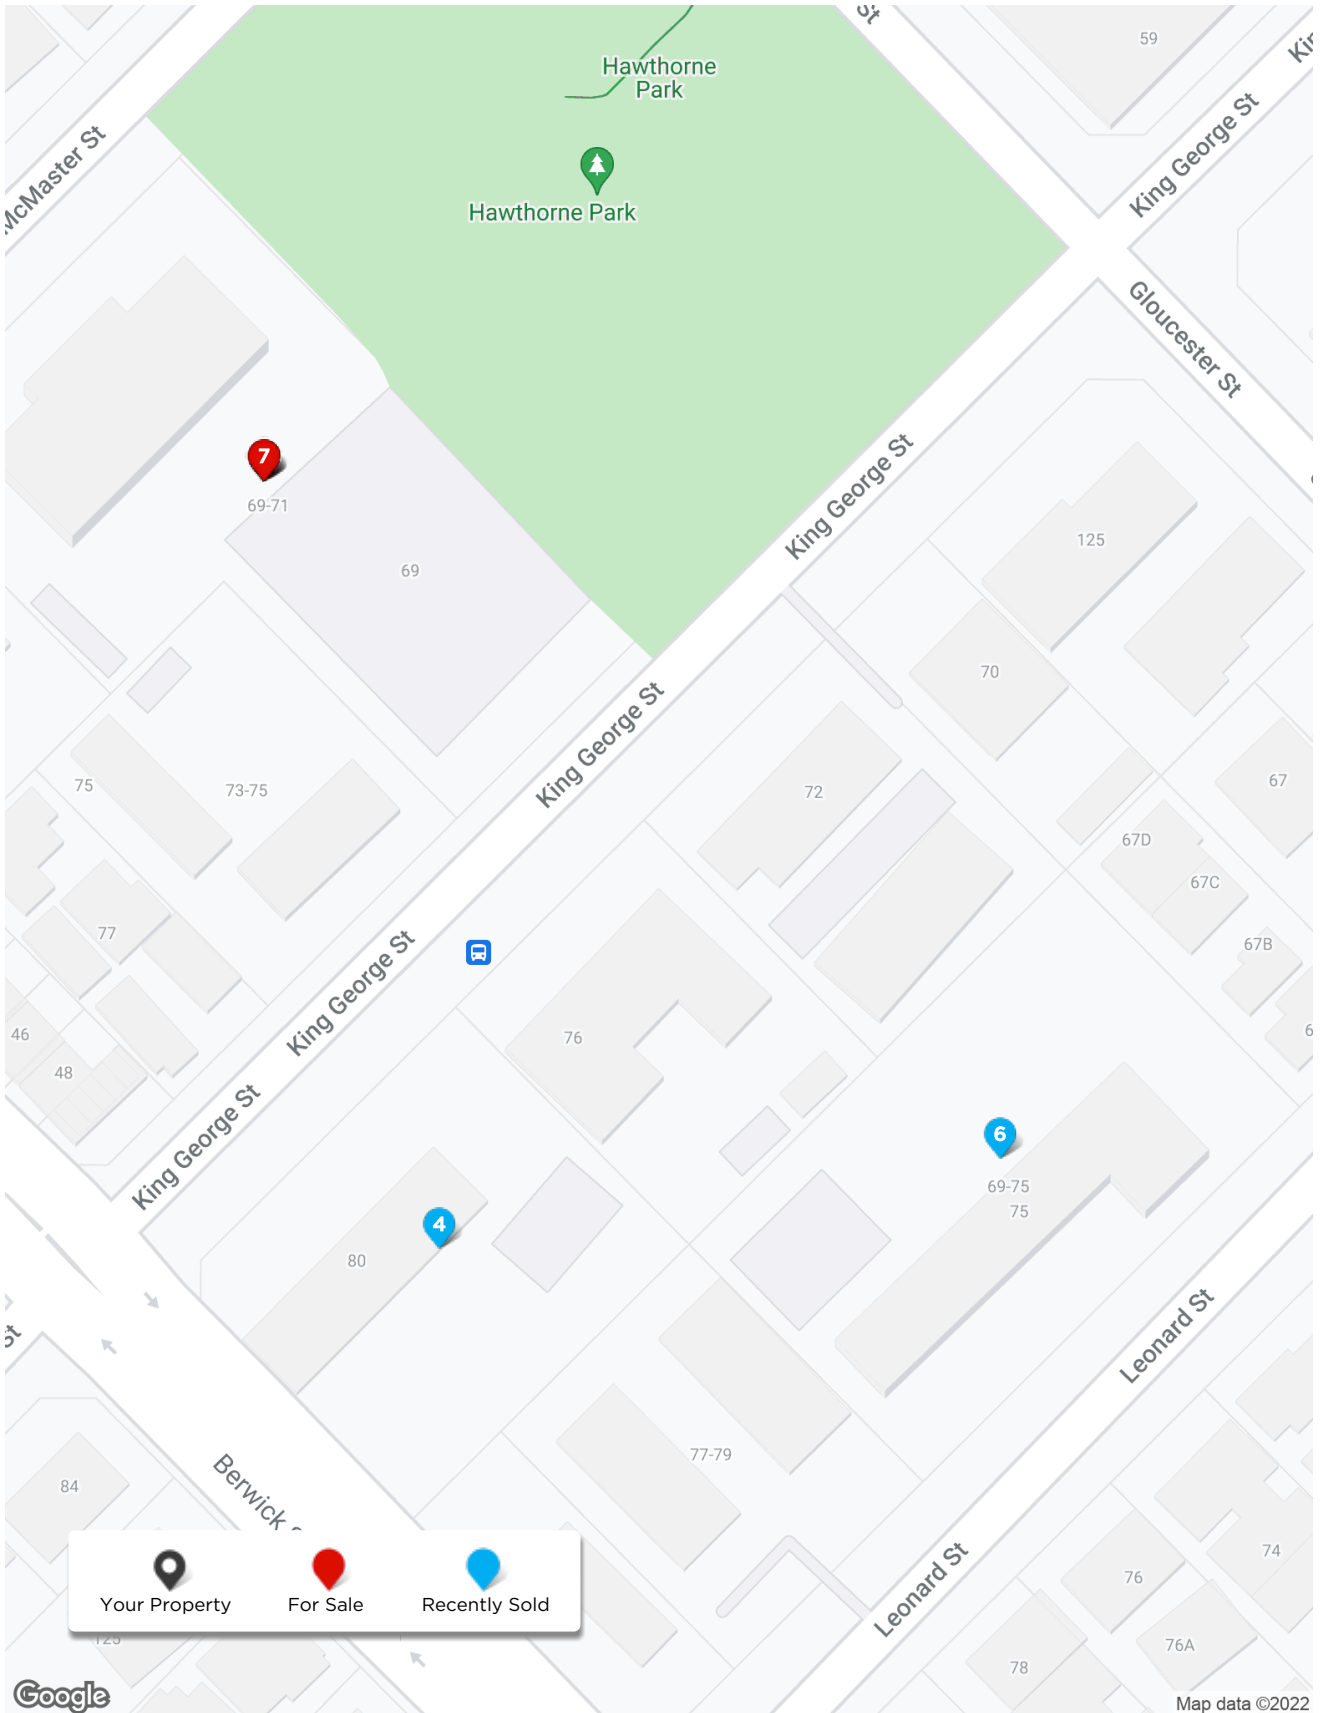 St
59
King George St
Hawthorne
Park
McMaster St
Hawthorne Park
Gloucester St
King George St
7
69-71
69
125
70
King George St
75
73-75
72
67
67D
67C
77
67B
King George St
46
76
48
King George St
6
69-75
75
4
80
Leonard St
St
77-79
84
Berwick
Leonard St
74
76
76A
78
Your Property
For Sale
Recently Sold
125
Google
Map data ©2022